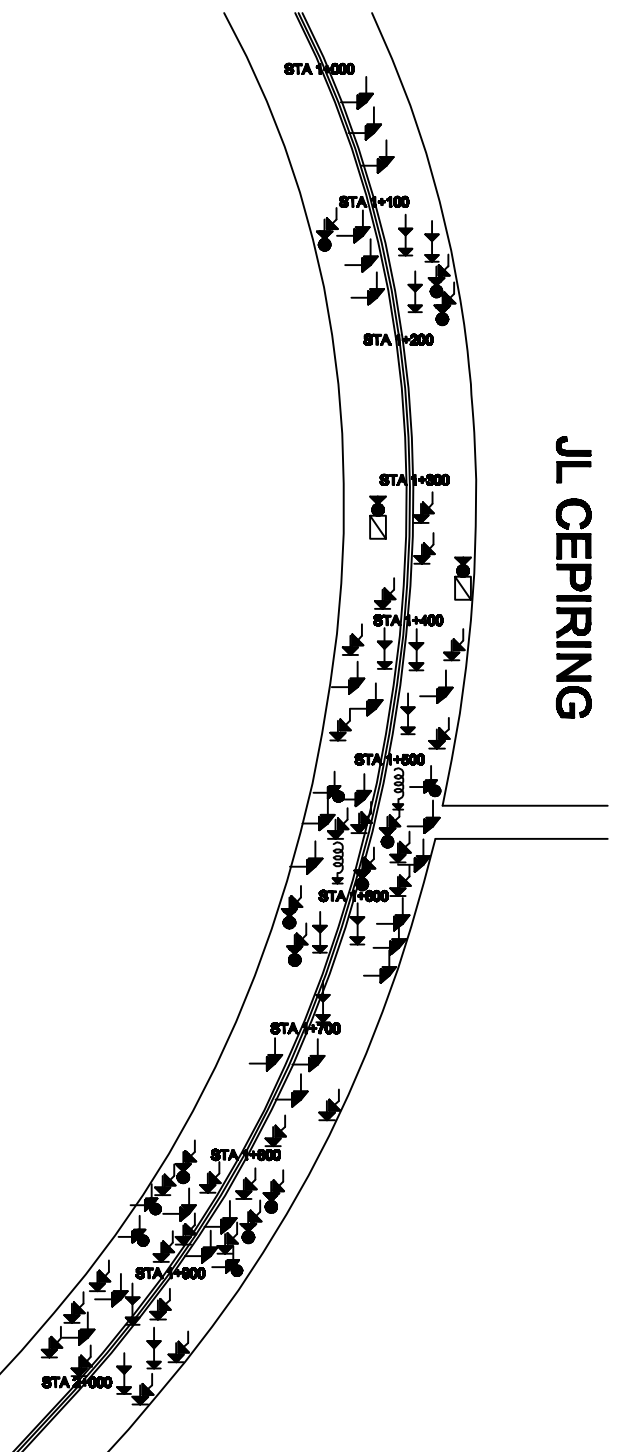 STA 1+000
STA 1+100
STA 1+200
STA 1+300
JL CEPIRING
STA 1+400
STA 1+500
STA 1+600
STA 1+700
STA 1+800
STA 1+900
STA 2+000